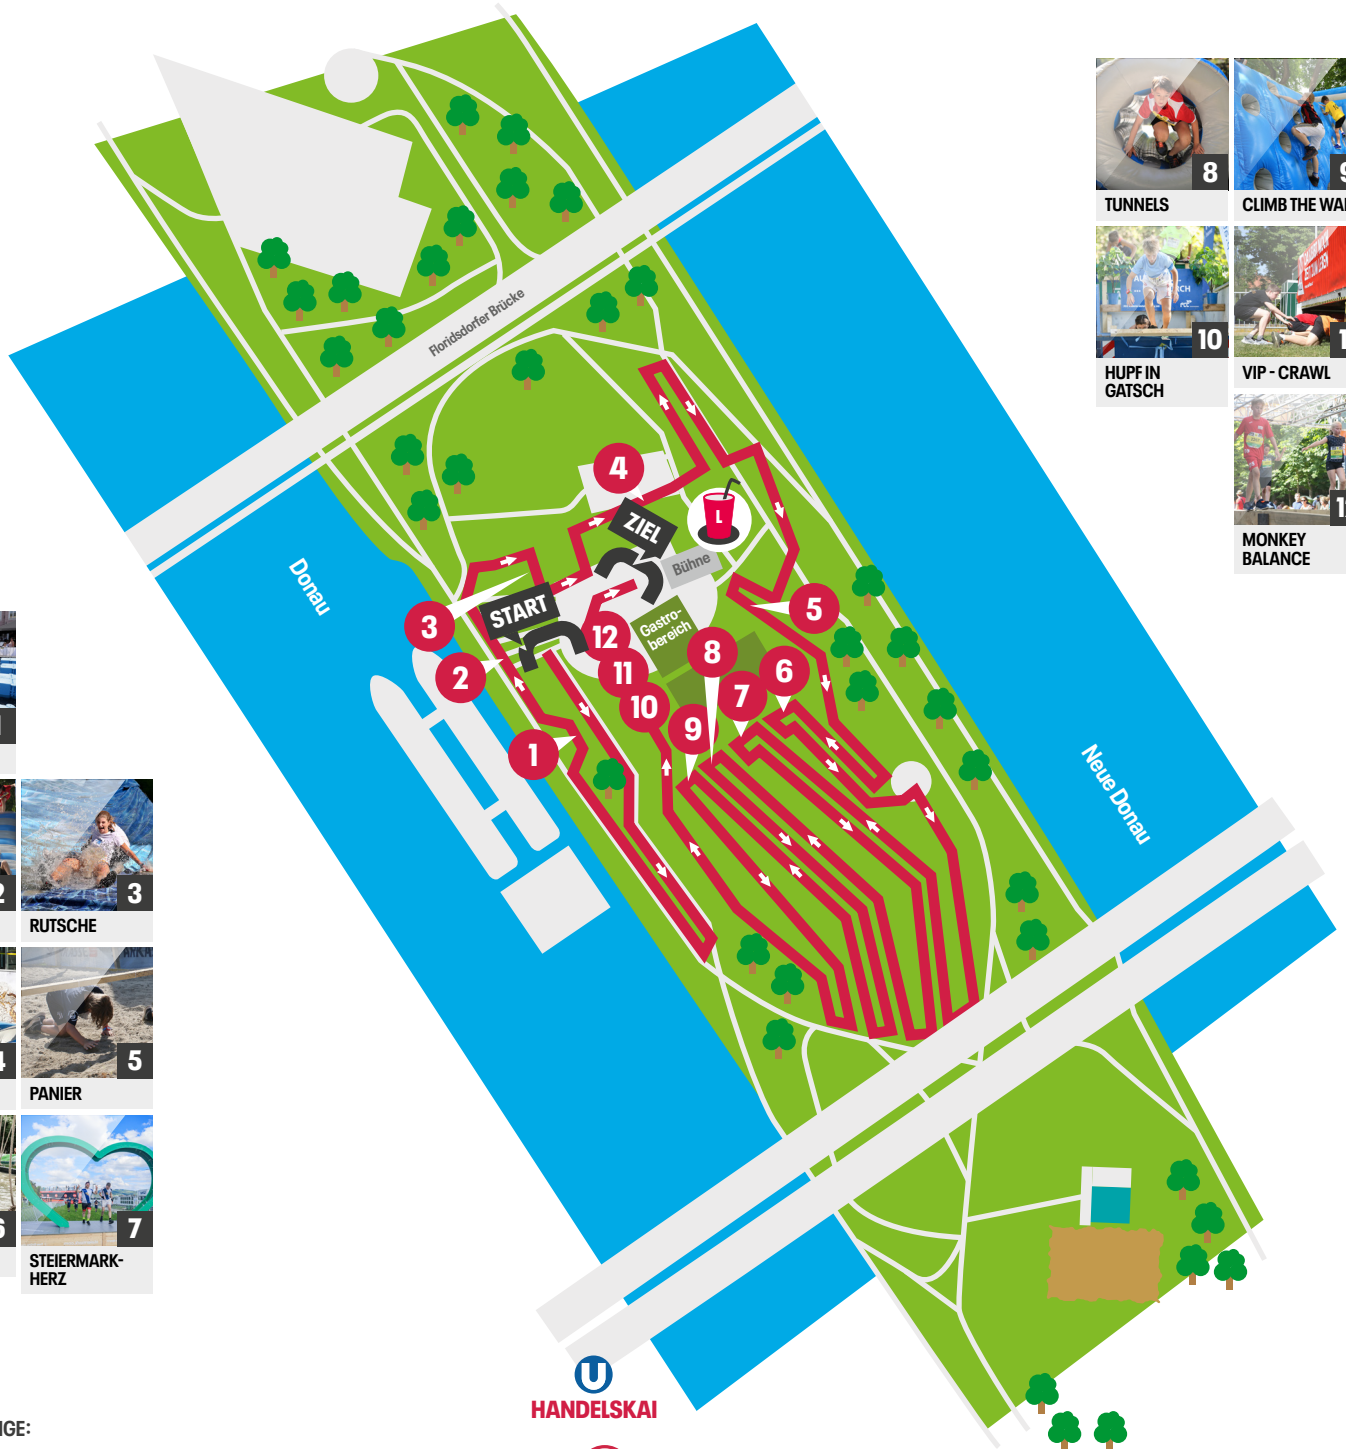 8
TUNNELS
9
CLIMB THE WA
10
HUPF IN
GATSCH
VIP - CRAWL
MONKEY
BALANCE
Floridsdorfer Brücke
Donau
Neue Donau
4
ZIEL
L
Bühne
START
3
2
1
5
Gastro-
bereich
12
11
10
8
6
7
9
3
RUTSCHE
5
PANIER
7
STEIERMARK-
HERZ
U
HANDELSKAI
GE: